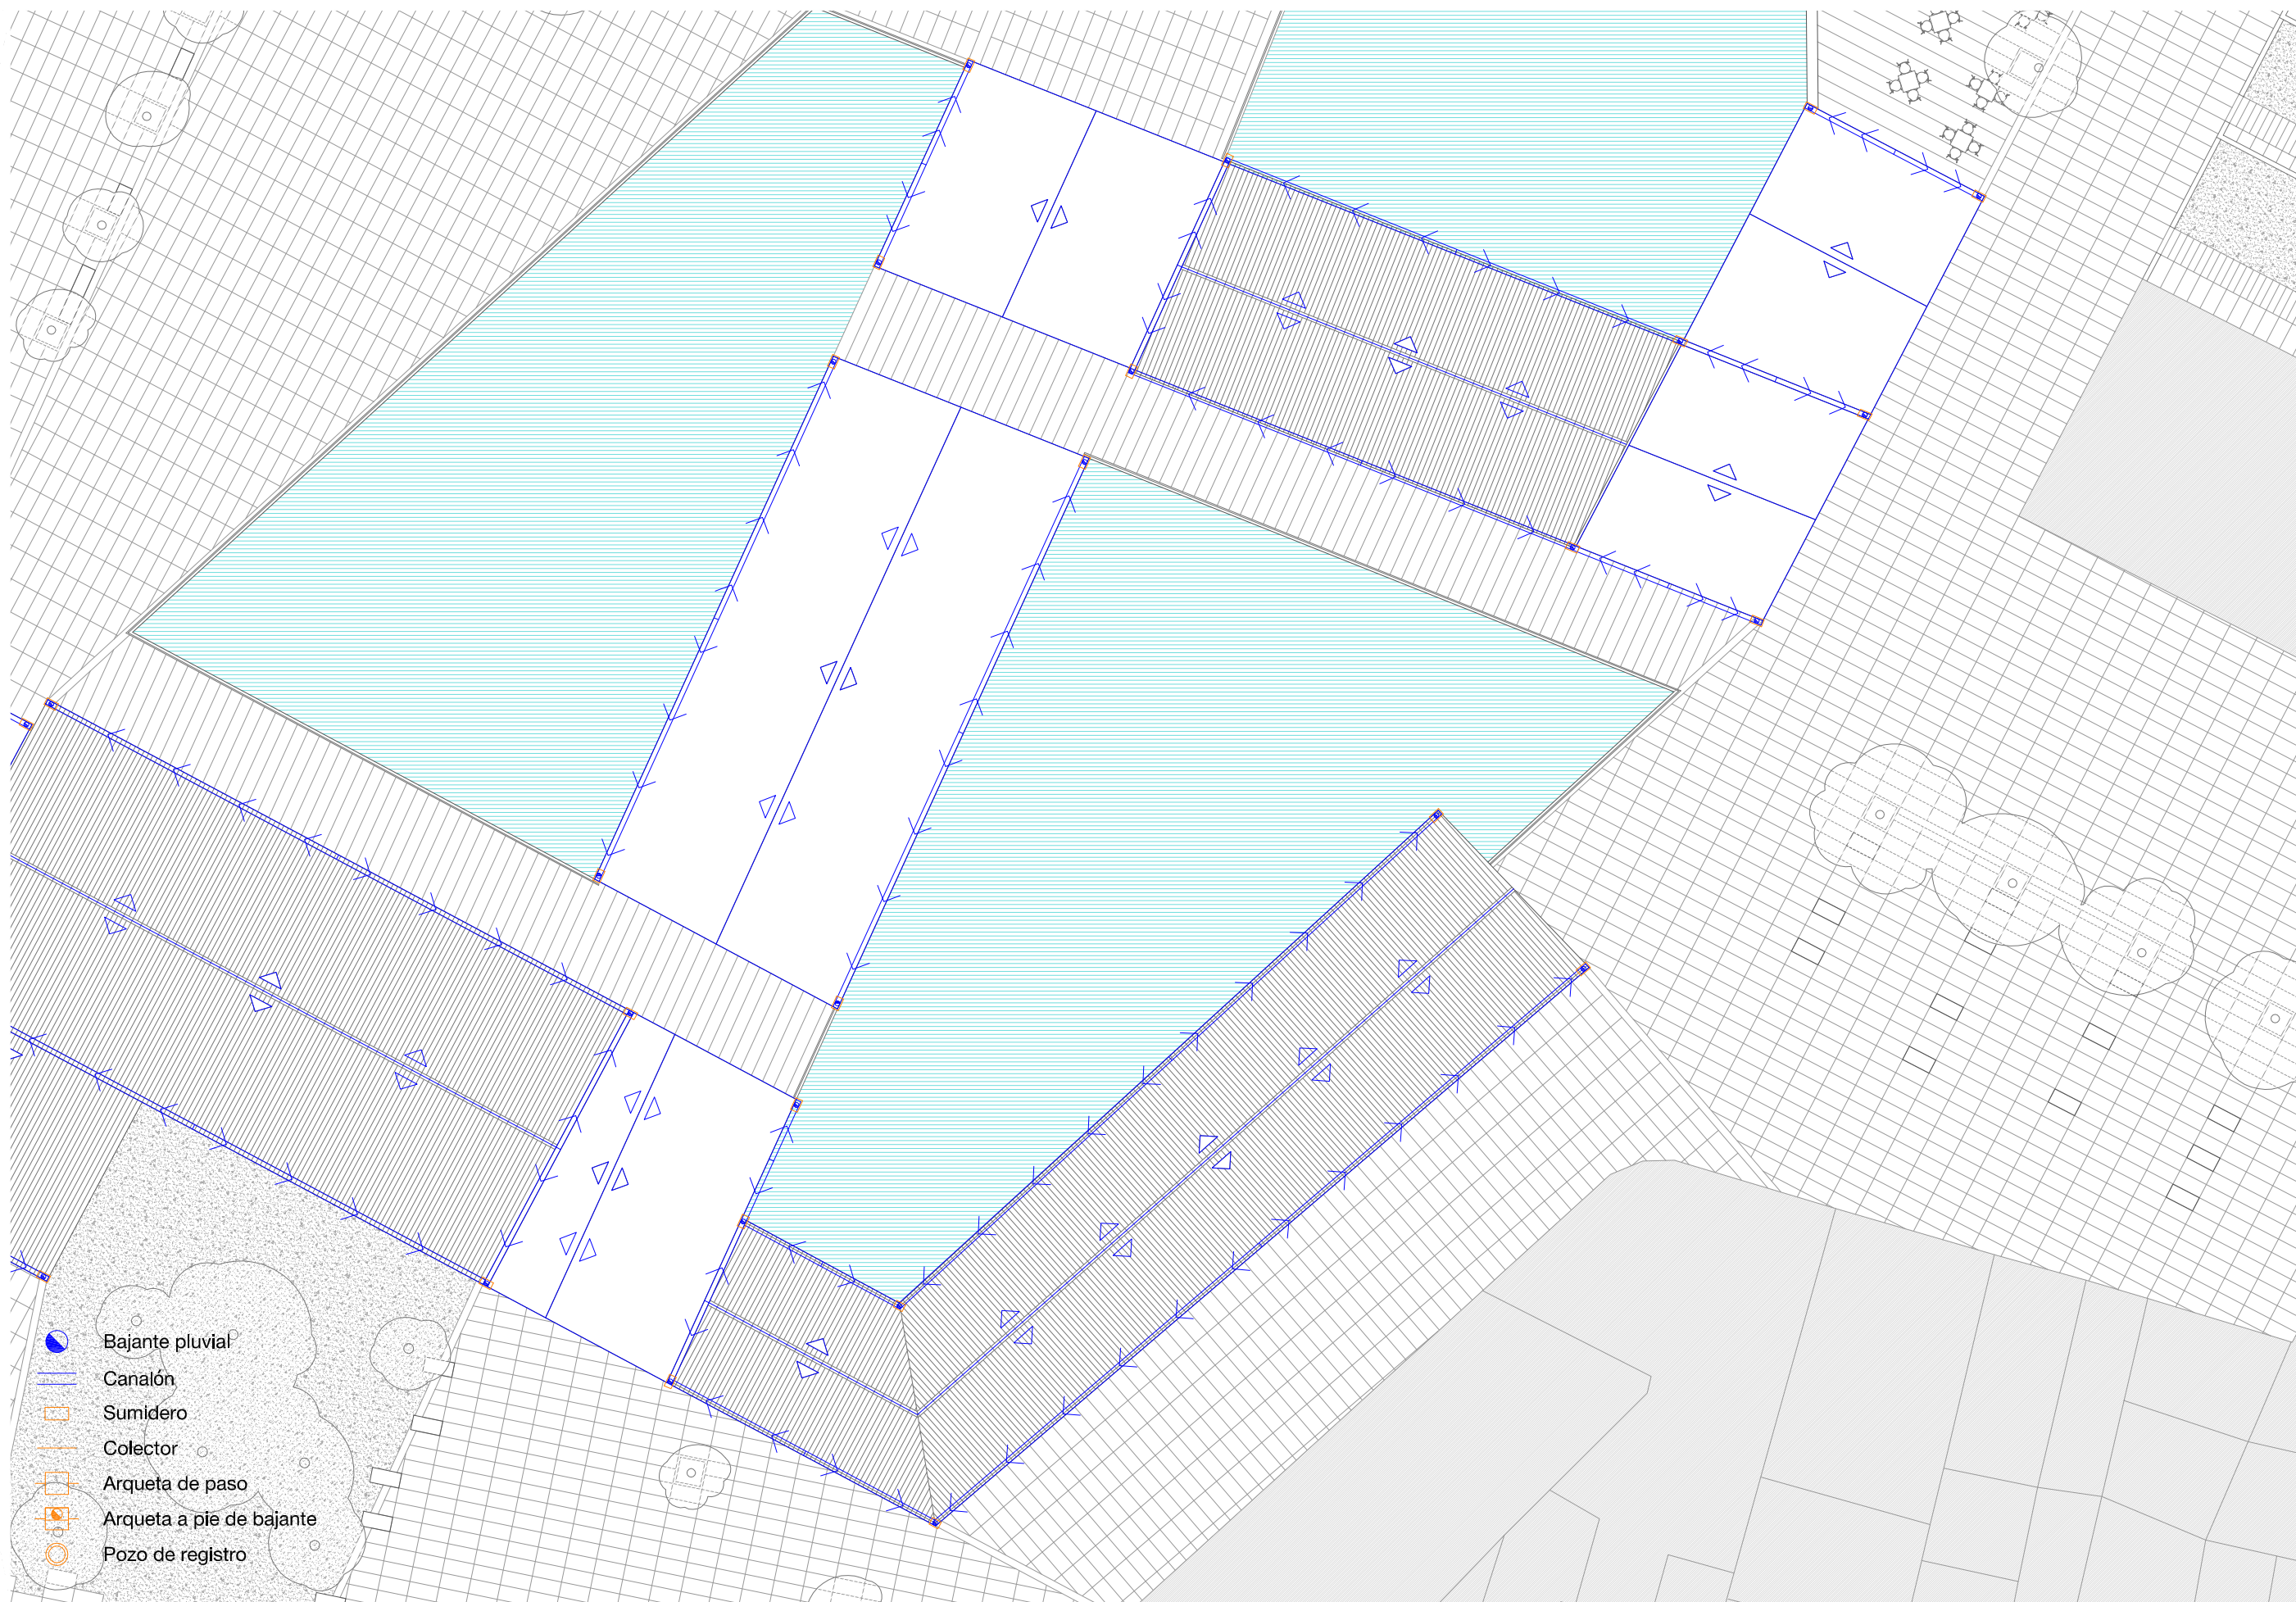 Bajante pluvial
Canalón
Sumidero
Colector
Arqueta de paso
Arqueta a pie de bajante
Pozo de registro